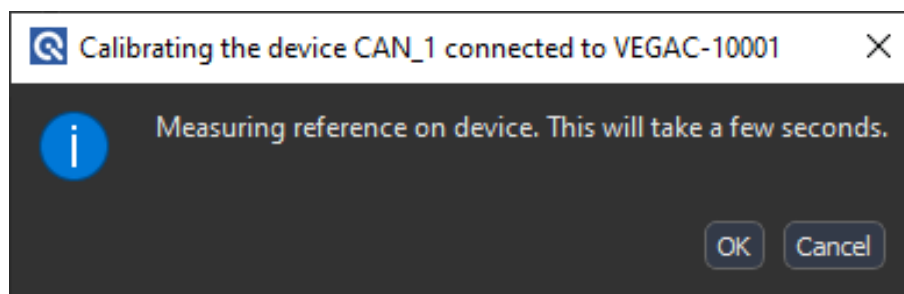 Calibrating the device CAN_1 connected to VEGAC-10001
Measuring reference on device. This will take a few seconds.
OK Cancel